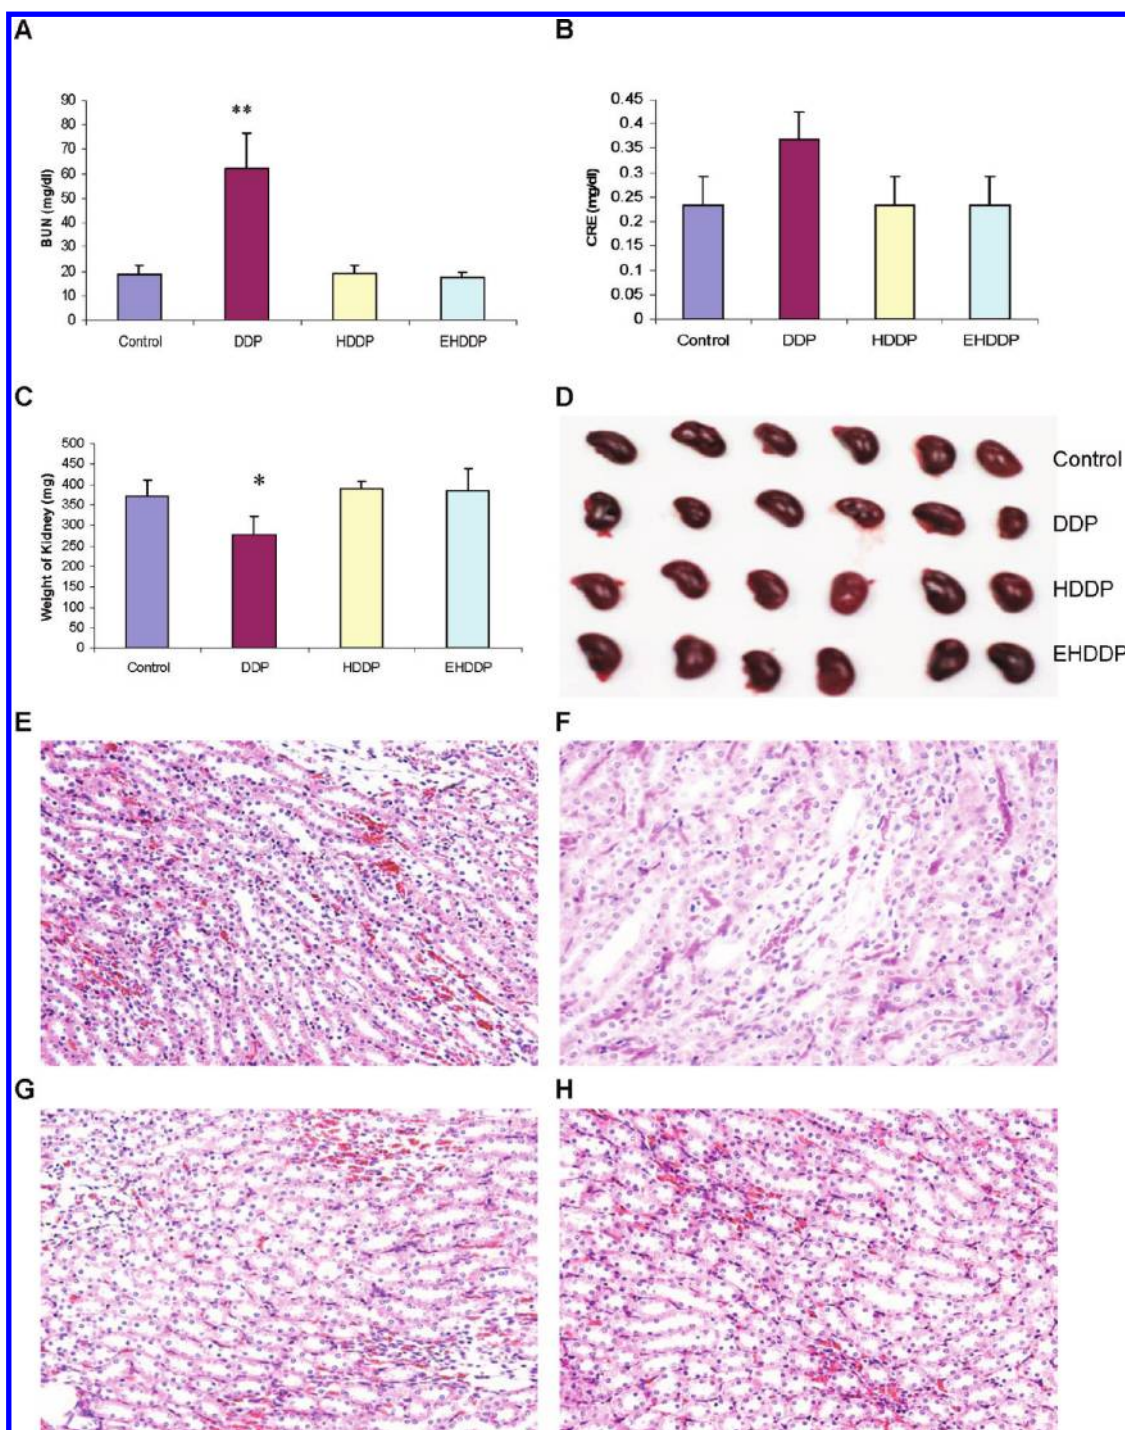 A
BUN (mg/dl)
90
80
70
60
50
40
30
20
10
0
**
Control DDP HDDP EHDDP
B
CRE (mg/dl)
0.45
0.4
0.35
0.3
0.25
0.2
0.15
0.1
0.05
0
Control DDP HDDP EHDDP
C
Weight of Kidney (mg)
500
450
400
350
300
250
200
150
100
50
0
*
Control DDP HDDP EHDDP
D
Control
DDP
HDDP
EHDDP
E
F
G
H